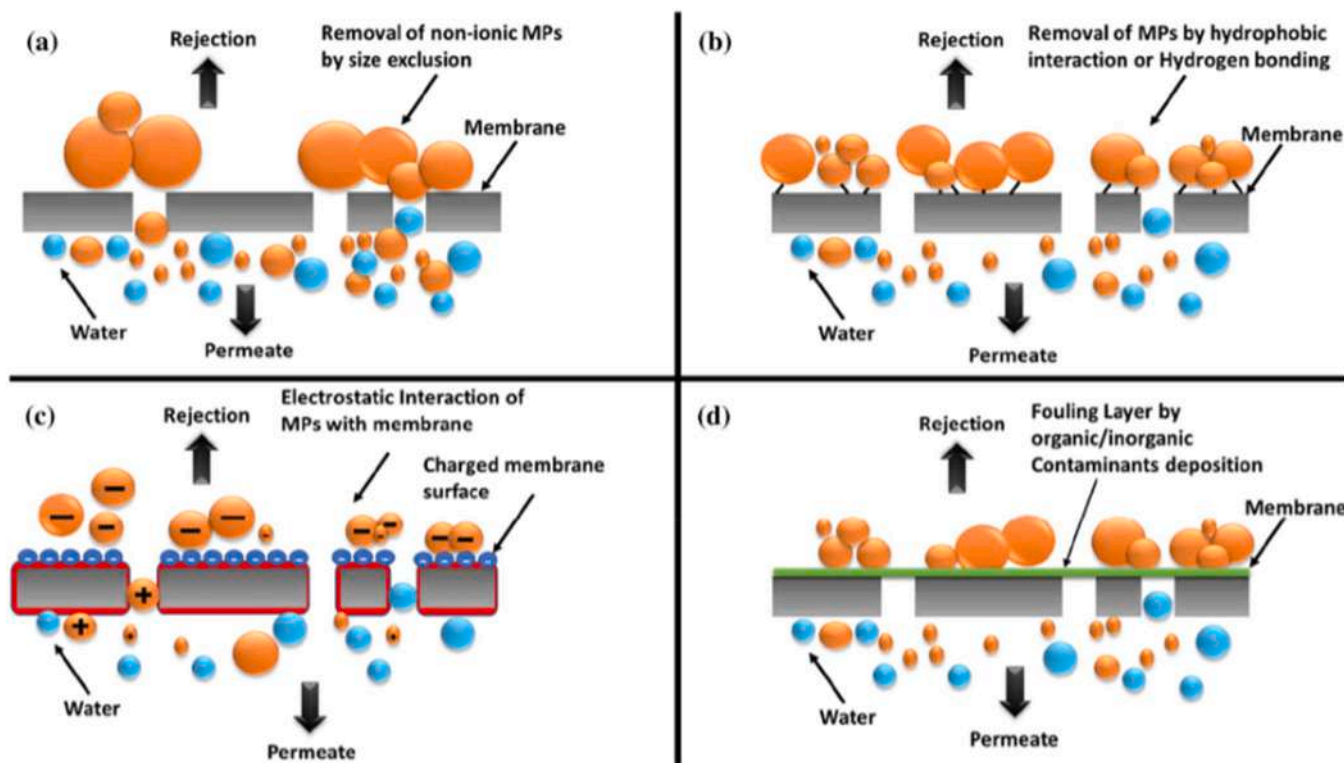 (a)
Rejection
Removal of non-ionic MPs
by size exclusion
Membrane
Water
Permeate
(b)
Rejection
Removal of MPs by hydrophobic
interaction or Hydrogen bonding
Membrane
Water
Permeate
(c)
Rejection
Electrostatic Interaction of
MPs with membrane
Charged membrane
surface
− − − − − − − − − −
+
+ + +
Water
Permeate
(d)
Rejection
Fouling Layer by
organic/inorganic
Contaminants deposition
Membrane
Water
Permeate